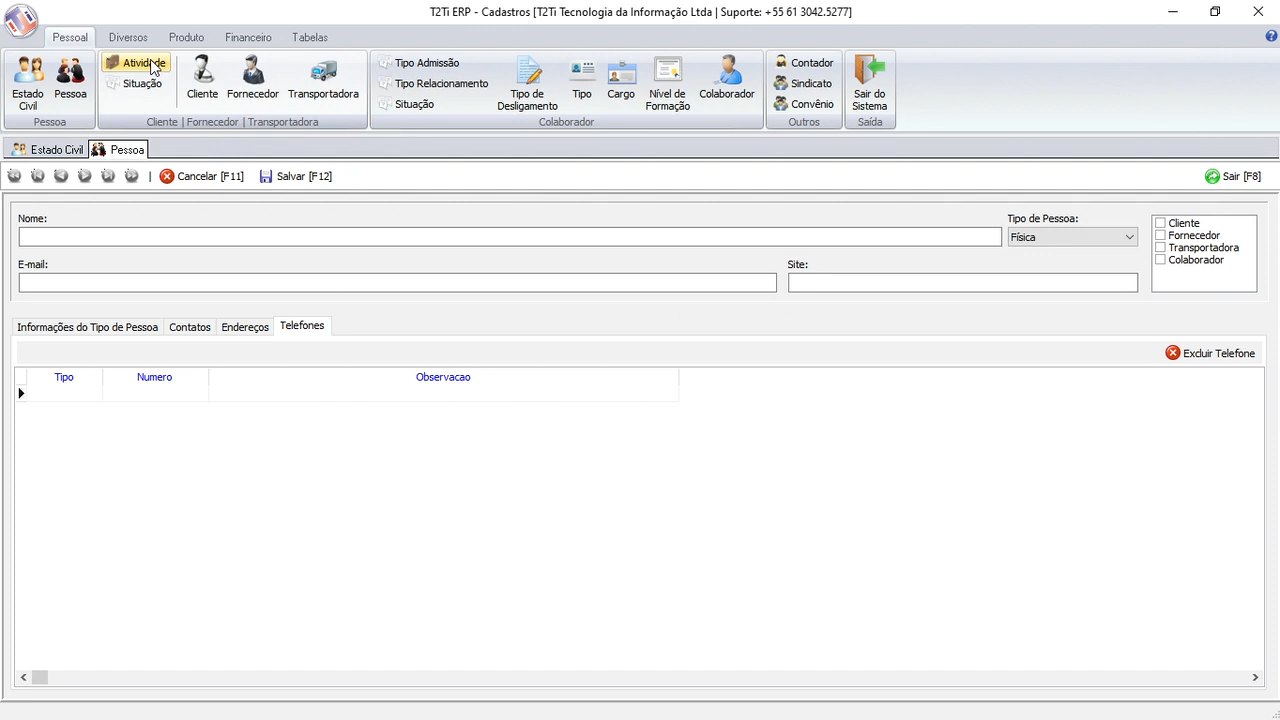 T2Ti ERP - Cadastros [T2Ti Tecnologia da Informação Ltda | Suporte: +55 61 3042.5277]
Pessoal Diversos Produto Financeiro Tabelas
Estado Civil
Pessoa
Pessoa
Atividade
Situação
Cliente
Fornecedor
Transportadora
Cliente | Fornecedor | Transportadora
Tipo Admissão
Tipo Relacionamento
Situação
Tipo de Desligamento
Tipo
Cargo
Nível de Formação
Colaborador
Colaborador
Contador
Sindicato
Convênio
Outros
Sair do Sistema
Saída
Estado Civil Pessoa
Cancelar [F11] Salvar [F12] Sair [F8]
Nome: Tipo de Pessoa:
Física
E-mail: Site:
Cliente
Fornecedor
Transportadora
Colaborador
Informações do Tipo de Pessoa Contatos Endereços Telefones
Excluir Telefone
Tipo Numero Observacao